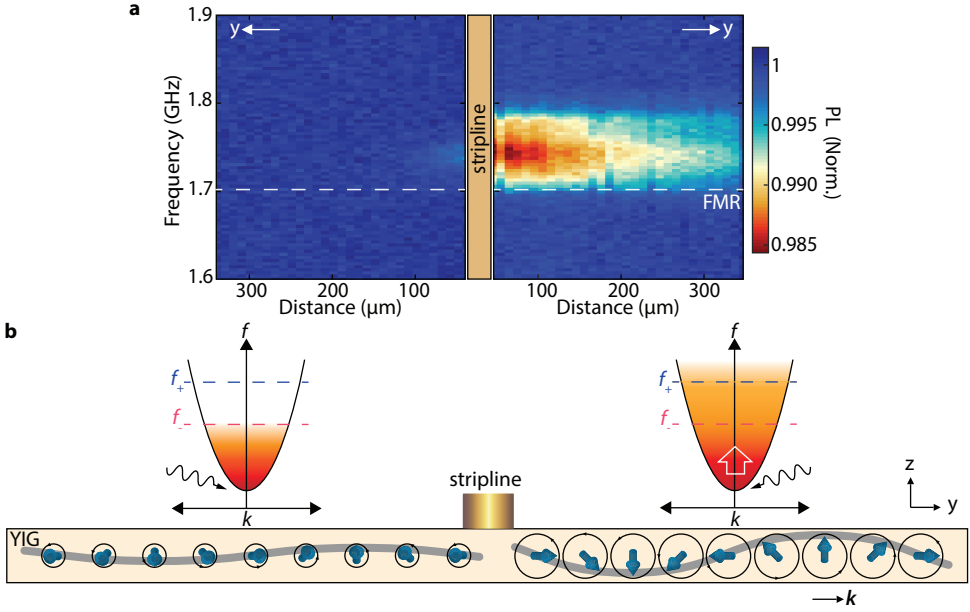 a
1.9
1.8
1.7
1.6
Frequency (GHz)
y
y
stripline
FMR
300
200
100
100
200
300
Distance (µm)
Distance (µm)
1
0.995
0.990
0.985
PL (Norm.)
b
f
f
f+
f-
f+
f-
k
k
stripline
z
y
YIG
k